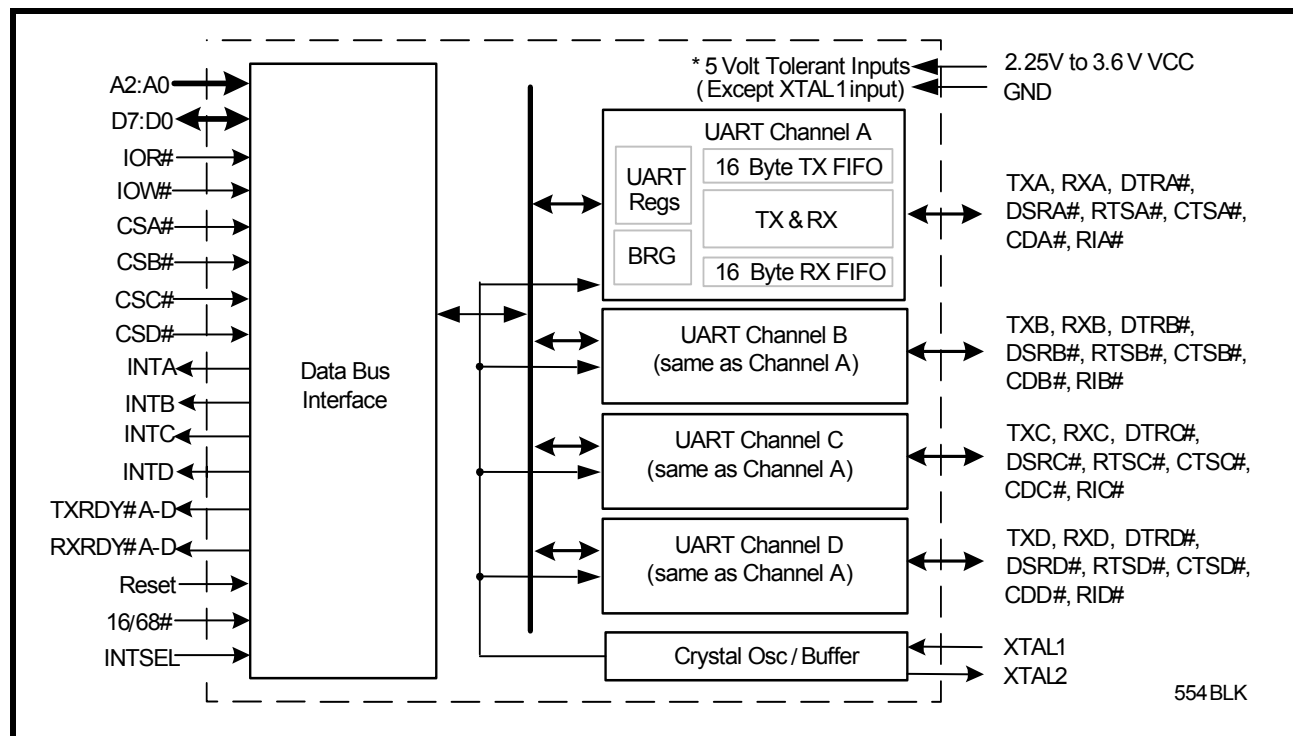 A2:A0
D7:D0
IOR#
IOW#
CSA#
CSB#
CSC#
CSD#
INTA
INTB
INTC
INTD
TXRDY# A-D
RXRDY# A-D
Reset
16/68#
INTSEL
Data Bus
Interface
* 5 Volt Tolerant Inputs
(Except XTAL1 input)
2.25V to 3.6 V VCC
GND
UART Channel A
UART
Regs
BRG
16 Byte TX FIFO
TX & RX
16 Byte RX FIFO
TXA, RXA, DTRA#,
DSRA#, RTSA#, CTSA#,
CDA#, RIA#
UART Channel B
(same as Channel A)
TXB, RXB, DTRB#,
DSRB#, RTSB#, CTSB#,
CDB#, RIB#
UART Channel C
(same as Channel A)
TXC, RXC, DTRC#,
DSRC#, RTSC#, CTSC#,
CDC#, RIC#
UART Channel D
(same as Channel A)
TXD, RXD, DTRD#,
DSRD#, RTSD#, CTSD#,
CDD#, RID#
Crystal Osc / Buffer
XTAL1
XTAL2
554 BLK